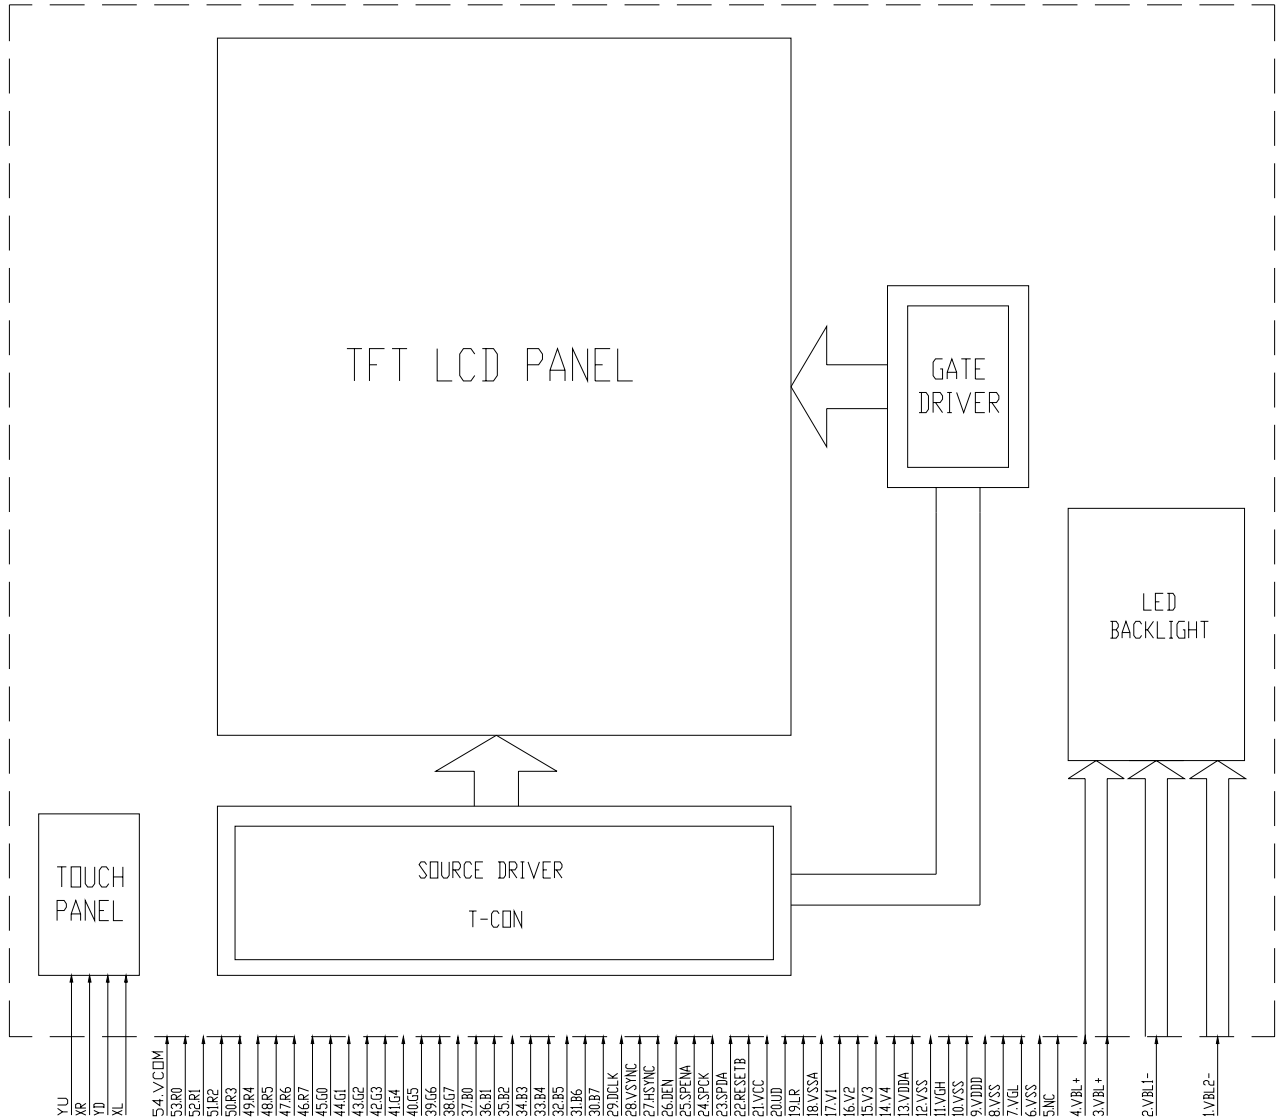 TFT LCD PANEL
GATE
DRIVER
LED
BACKLIGHT
SOURCE DRIVER
T-CON
TOUCH
PANEL
YU
XR
YD
XL
54.VCOM
53.R0
52.R1
51.R2
50.R3
49.R4
48.R5
47.R6
46.R7
45.G0
44.G1
43.G2
42.G3
41.G4
40.G5
39.G6
38.G7
37.B0
36.B1
35.B2
34.B3
33.B4
32.B5
31.B6
30.B7
29.DCLK
28.VSYNC
27.HSYNC
26.DEN
25.SPENA
24.SPCK
23.SPDA
22.RESETB
21.VCC
20.UD
19.LR
18.VSSA
17.V1
16.V2
15.V3
14.V4
13.VDDA
12.VSS
11.VGH
10.VSS
9.VDDD
8.VSS
7.VGL
6.VSS
5.NC
4.VBL+
3.VBL+
2.VBL1-
1.VBL2-